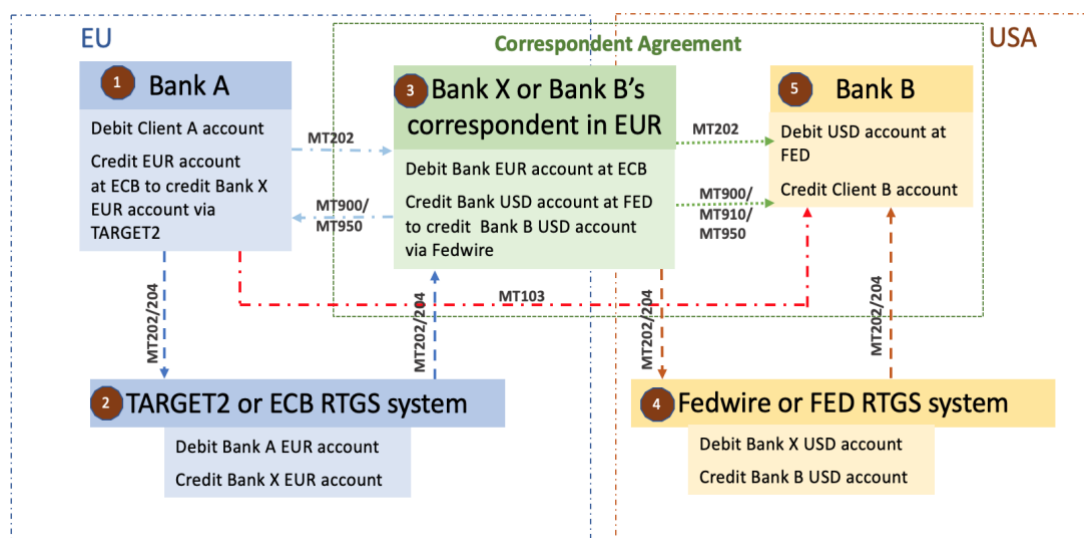 EU
Correspondent Agreement
USA
1
Bank A
Debit Client A account
Credit EUR account
at ECB to credit Bank X
EUR account via
TARGET2
MT202
MT900/
MT950
3
Bank X or Bank B’s
correspondent in EUR
Debit Bank EUR account at ECB
Credit Bank USD account at FED
to credit Bank B USD account
via Fedwire
MT202
MT900/
MT910/
MT950
5
Bank B
Debit USD account at
FED
Credit Client B account
MT103
MT202/204
MT202/204
MT202/204
MT202/204
2
TARGET2 or ECB RTGS system
Debit Bank A EUR account
Credit Bank X EUR account
4
Fedwire or FED RTGS system
Debit Bank X USD account
Credit Bank B USD account